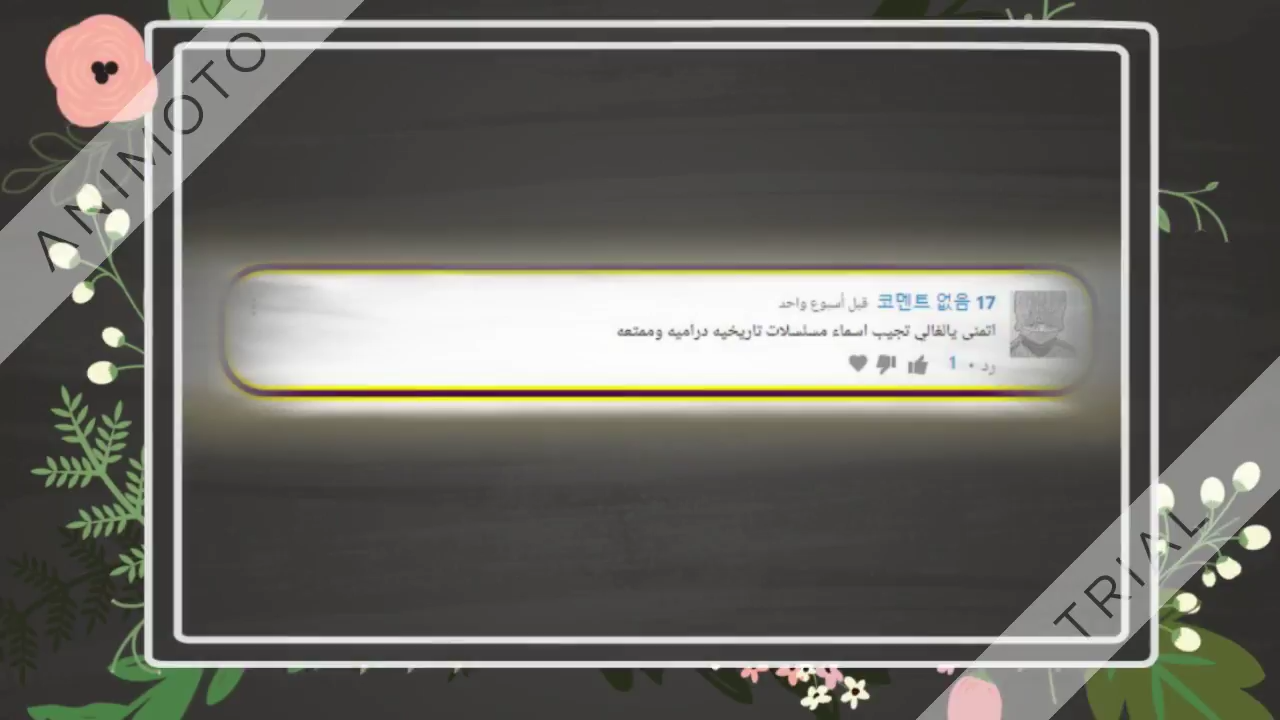 ANIMOTO
코멘트 없음 17 قبل أسبوع واحد
اتمنى يالغالي تجيب اسماء مسلسلات تاريخيه دراميه وممتعه
رد • 1
TRIAL